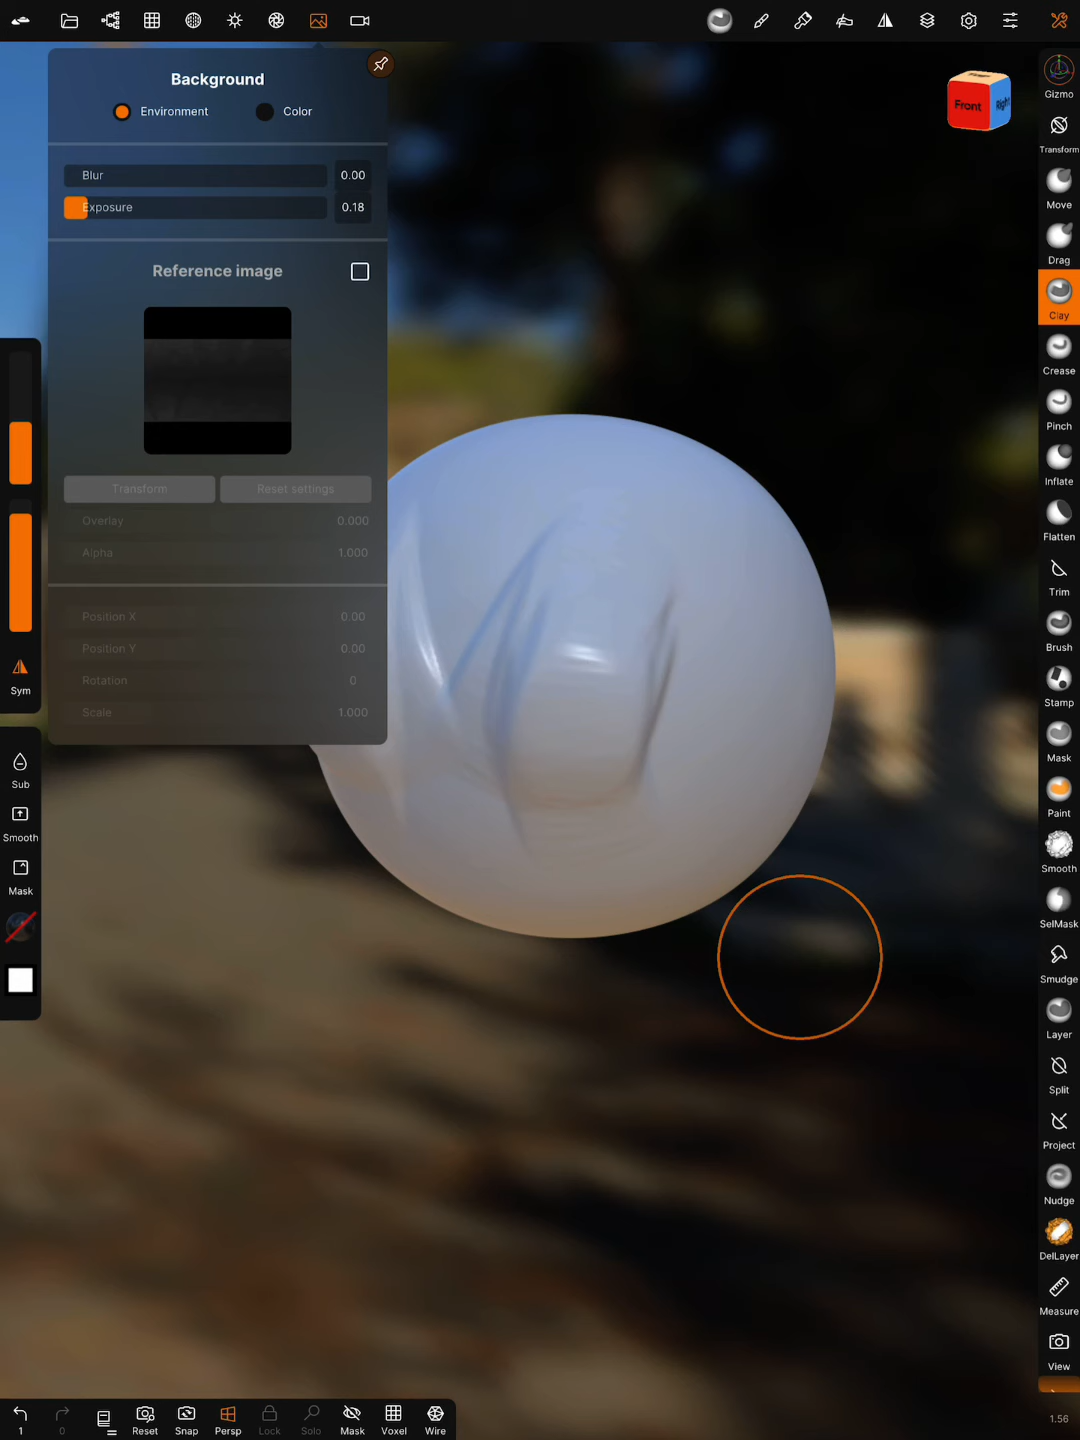 Background
Environment
Color
Blur 0.00
Exposure 0.18
Reference image
Transform
Reset settings
Overlay 0.000
Alpha 1.000
Position X 0.00
Position Y 0.00
Rotation 0
Scale 1.000
Sym
Sub
Smooth
Mask
Front
Right
Gizmo
Transform
Move
Drag
Clay
Crease
Pinch
Inflate
Flatten
Trim
Brush
Stamp
Mask
Paint
Smooth
SelMask
Smudge
Layer
Split
Project
Nudge
DelLayer
Measure
View
1.56
1
0
Reset
Snap
Persp
Lock
Solo
Mask
Voxel
Wire